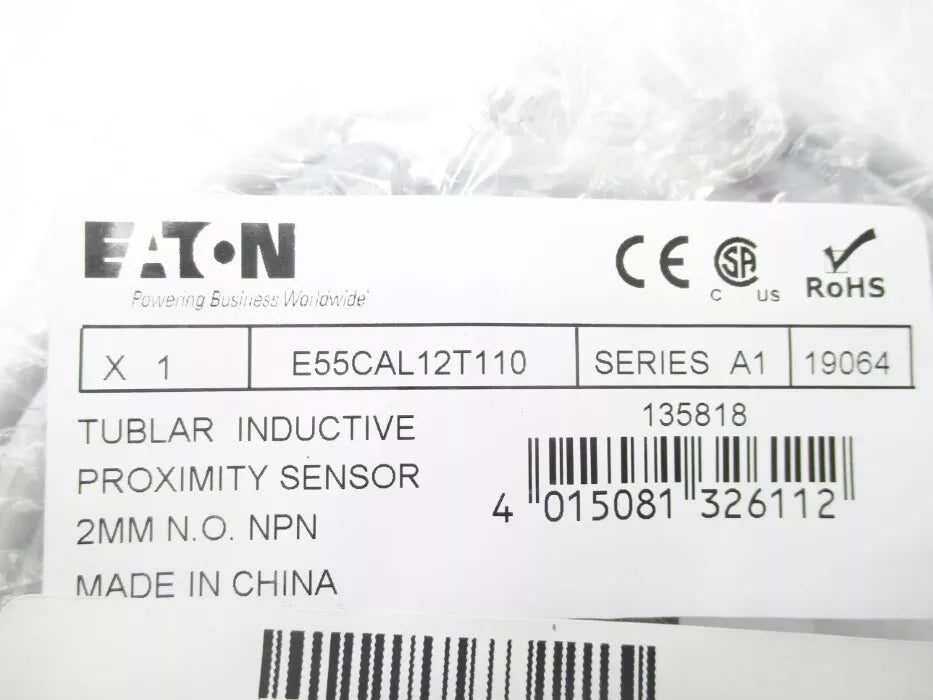 EATON
Powering Business Worldwide
CE
SA
C US
RoHS
X 1 E55CAL12T110 SERIES A1 19064
135818
TUBLAR INDUCTIVE
PROXIMITY SENSOR
2MM N.O. NPN
4 015081 326112
MADE IN CHINA